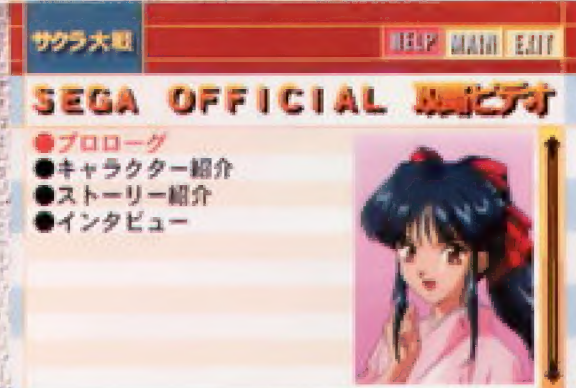 サクラ大戦
HELP MAIN EXIT
SEGA OFFICIAL 攻略ビデオ
●プロローグ
●キャラクター紹介
●ストーリー紹介
●インタビュー